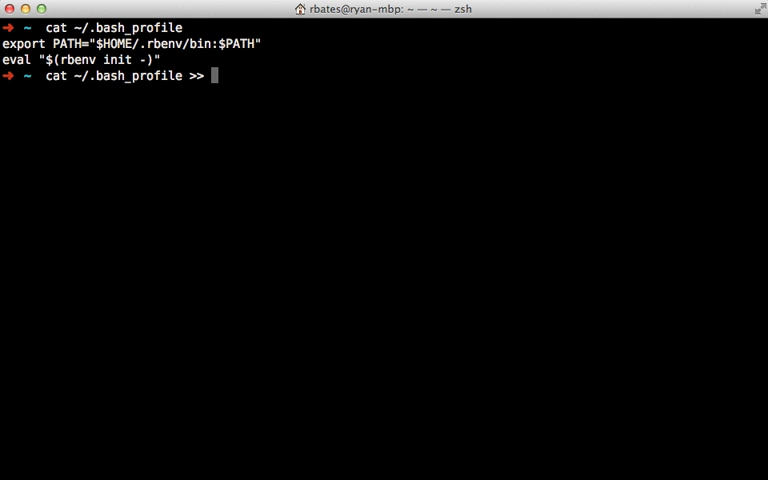 rbates@ryan-mbp: ~ — ~ — zsh
➜ ~ cat ~/.bash_profile
export PATH="$HOME/.rbenv/bin:$PATH"
eval "$(rbenv init -)"
➜ ~ cat ~/.bash_profile >>